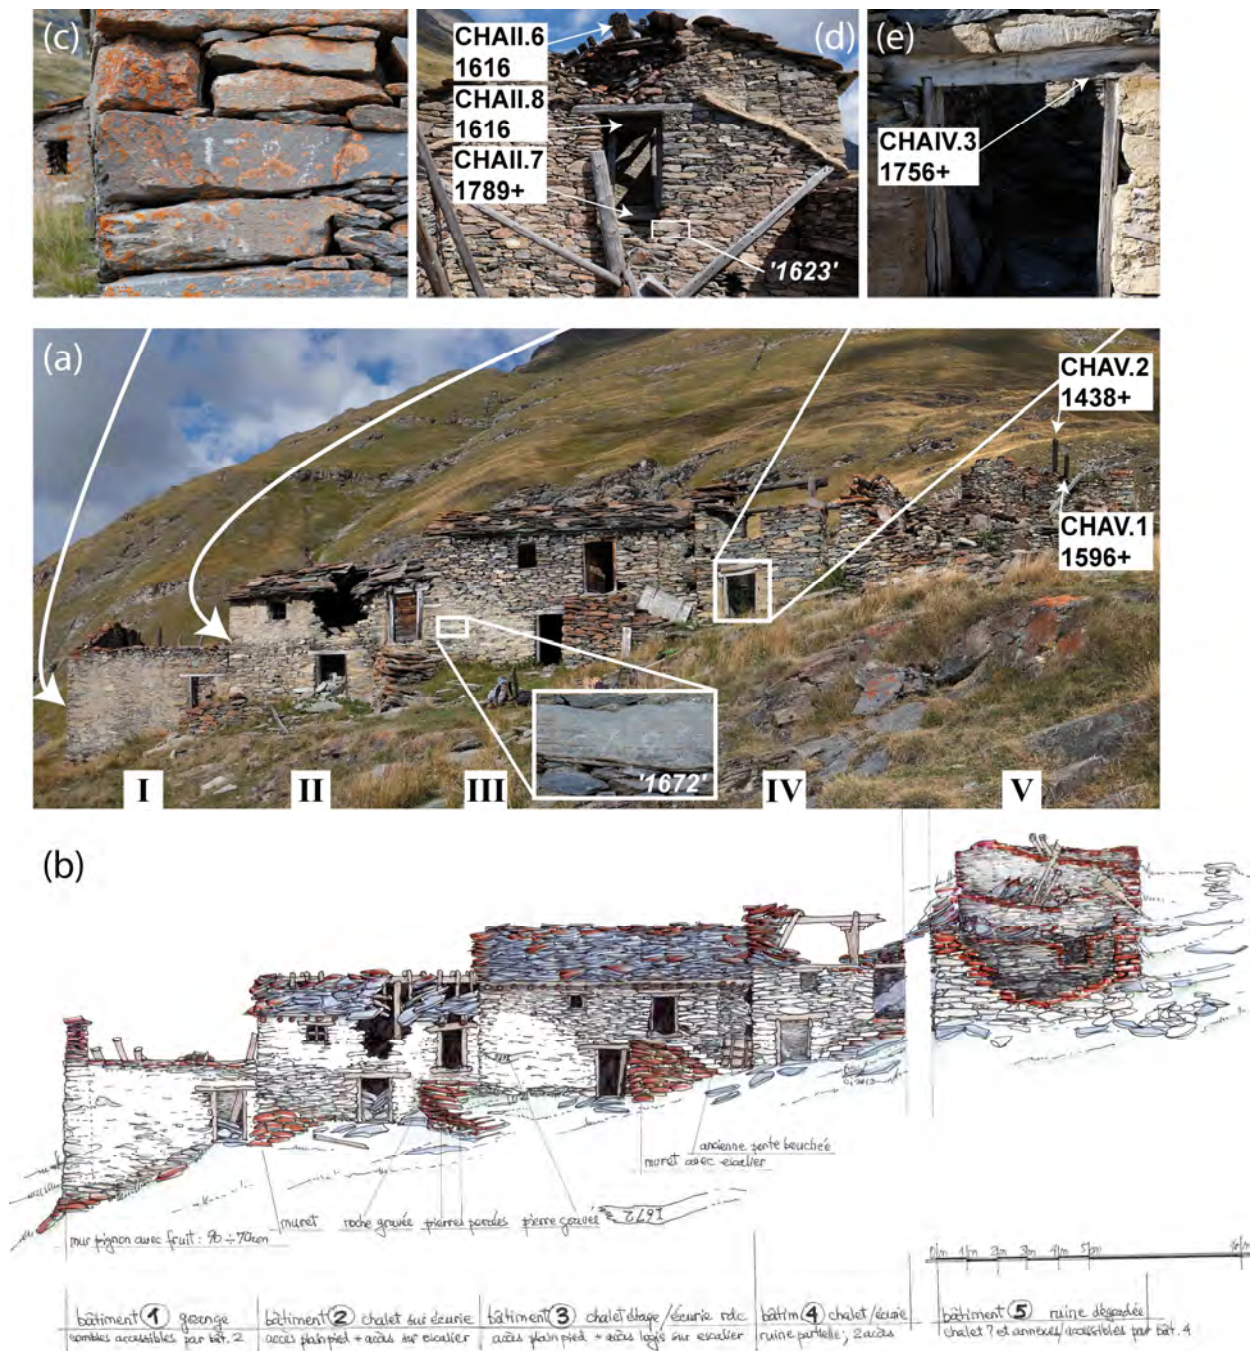 (c)
CHAII.6
1616
CHAII.8
1616
CHAII.7
1789+
'1623'
(d)
(e)
CHAIV.3
1756+
(a)
CHAV.2
1438+
CHAV.1
1596+
'1672'
I
II
III
IV
V
(b)
ancienne porte bouchée
muret avec escalier
muret
roche gravée
pierres posées
pierre gravée
1672
mur pignon avec fruit : 90 ÷ 70cm
0m 1m 2m 3m 4m 5m
bâtiment 1 grange
combles accessibles par bât. 2
bâtiment 2 chalet sur écurie
accès plain pied + accès sur escalier
bâtiment 3 chalet étage/écurie rdc
accès plain pied + accès logis sur escalier
bâtim 4 chalet/écurie
ruine partielle, 2 accès
bâtiment 5 ruine dégradée
chalet ? et annexes/accessibles par bât. 4